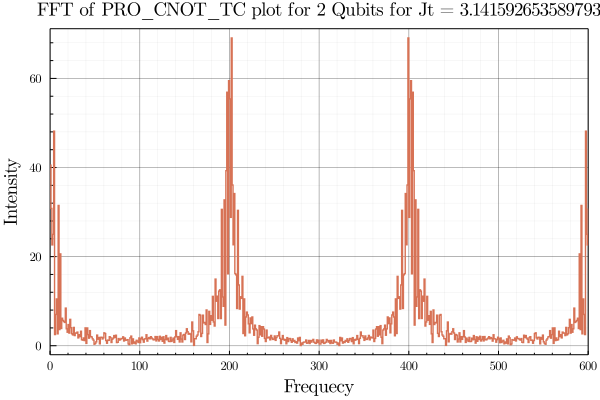 FFT of PRO_CNOT_TC plot for 2 Qubits for Jt = 3.141592653589793
Intensity
60
40
20
0
0 100 200 300 400 500 600
Frequecy